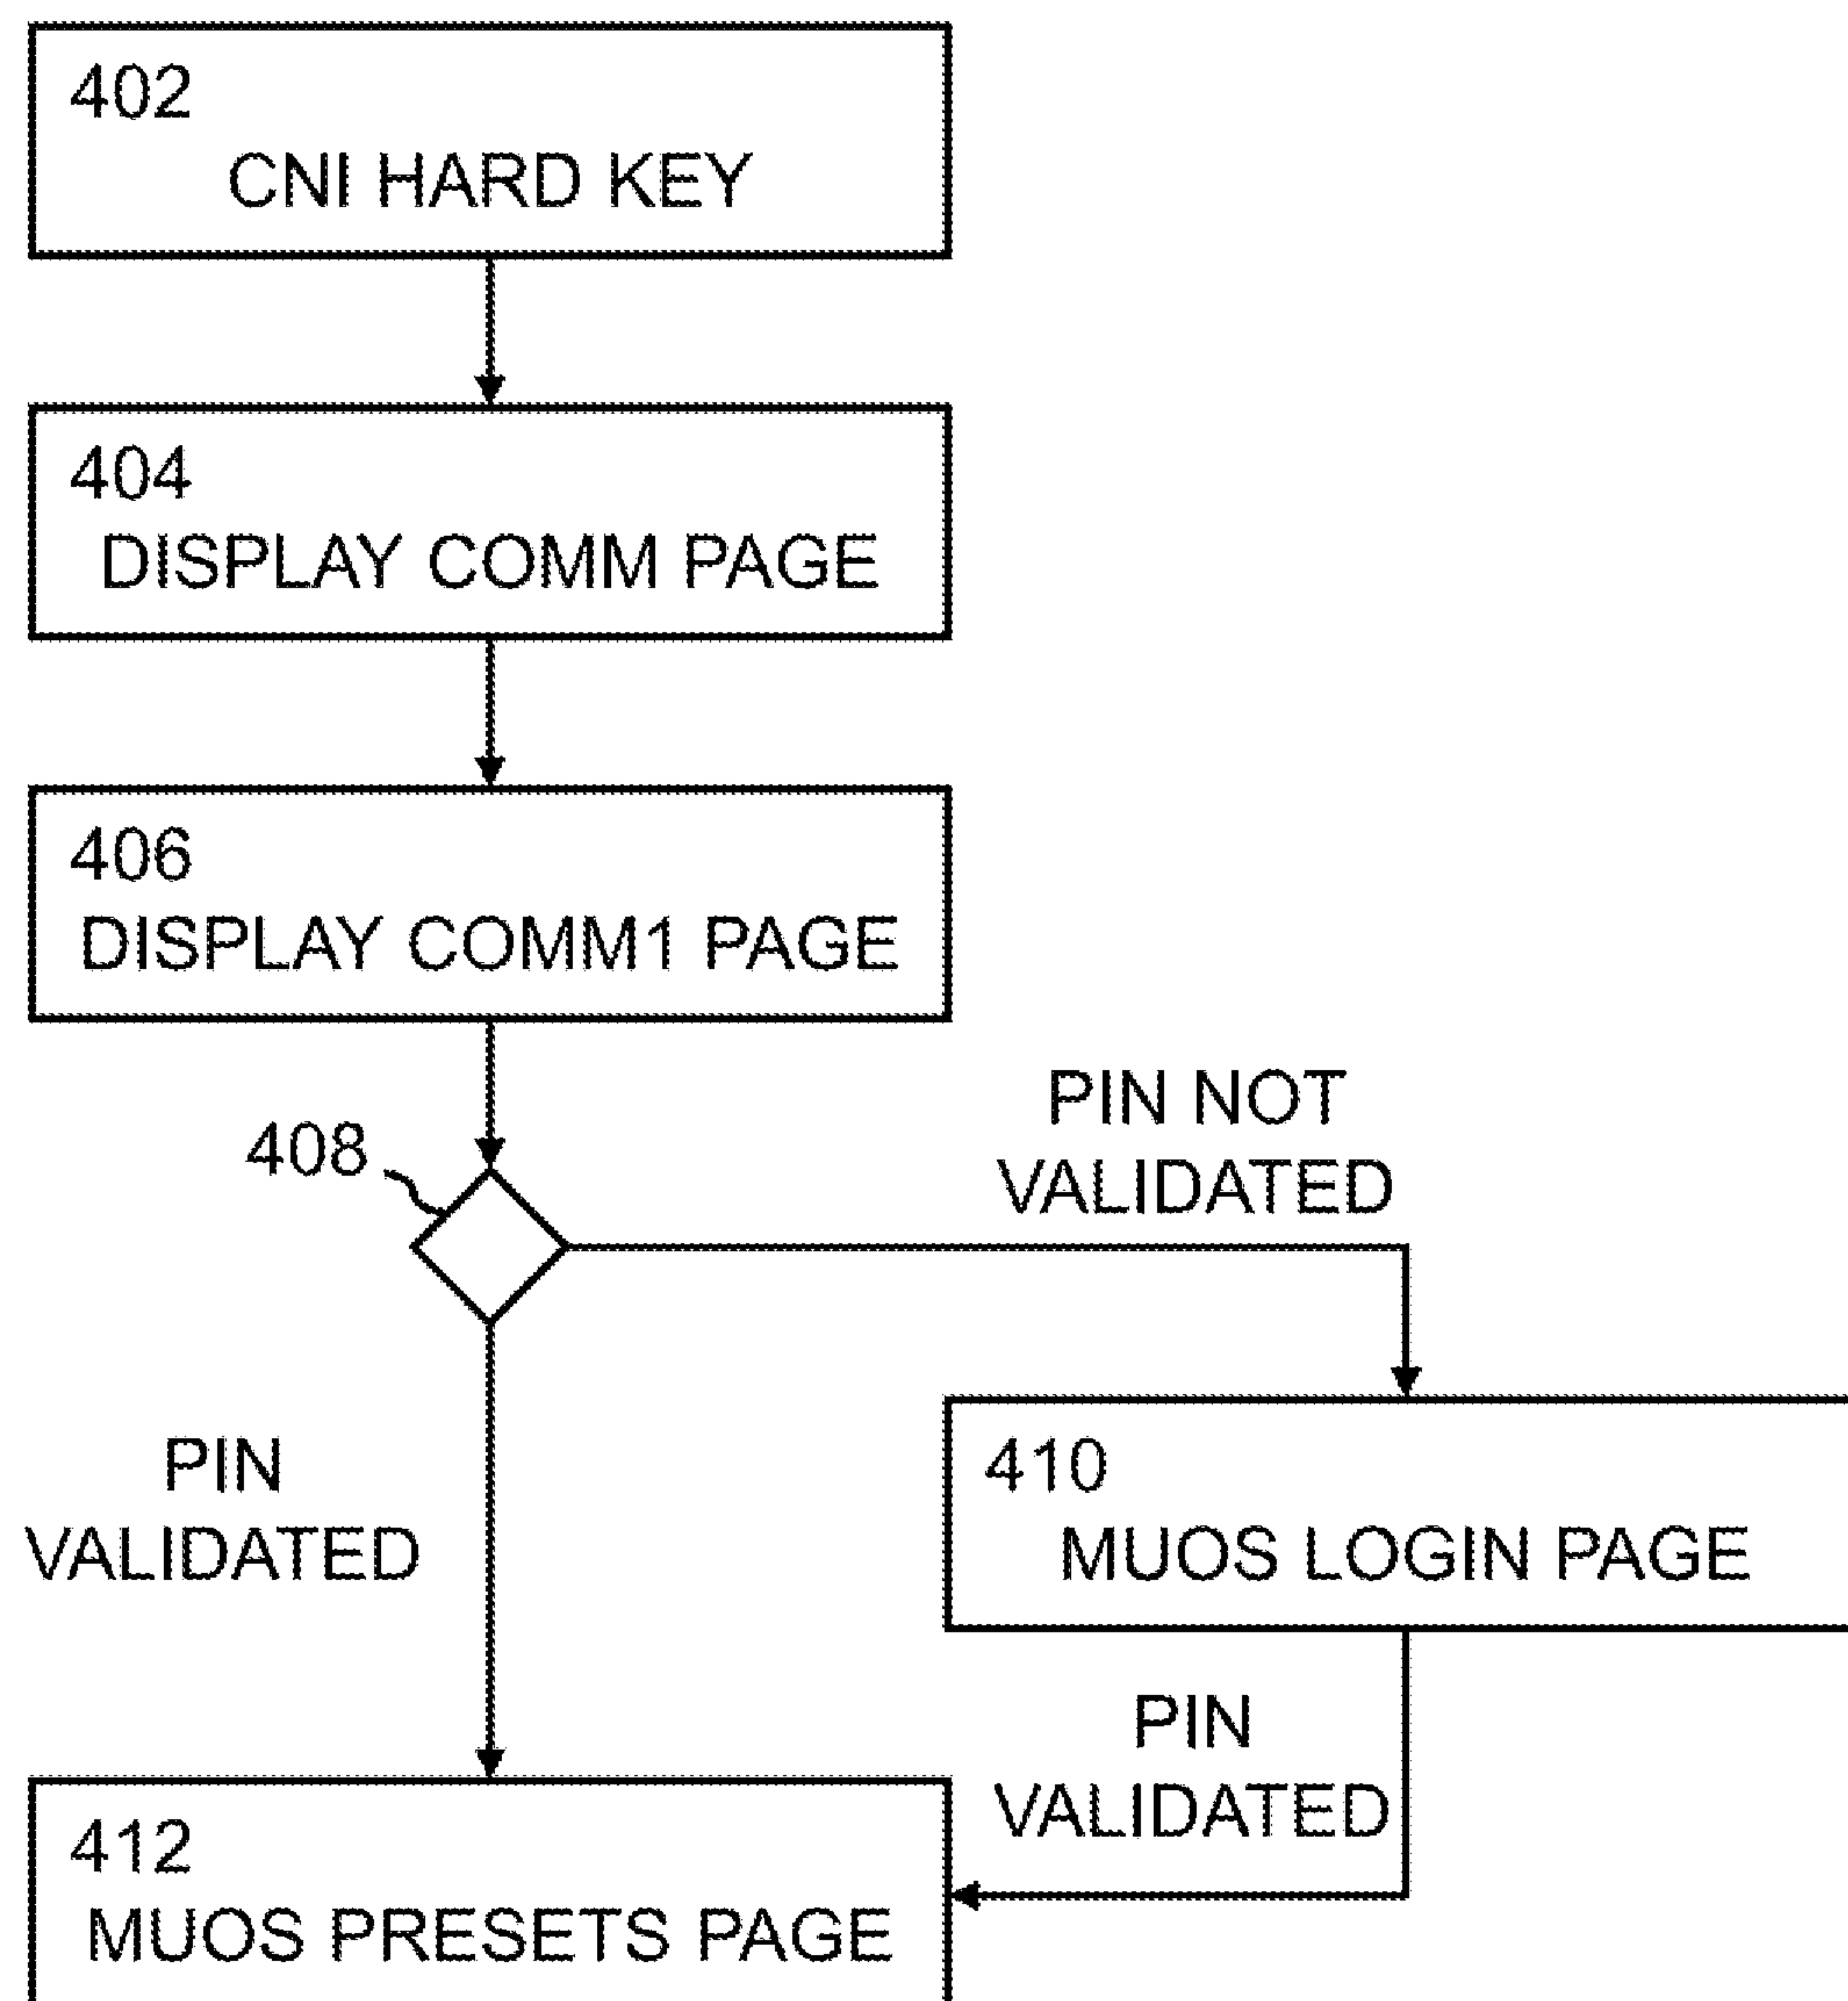 402
CNI HARD KEY
404
DISPLAY COMM PAGE
406
DISPLAY COMM1 PAGE
408
PIN NOT
VALIDATED
PIN
VALIDATED
410
MUOS LOGIN PAGE
PIN
VALIDATED
412
MUOS PRESETS PAGE